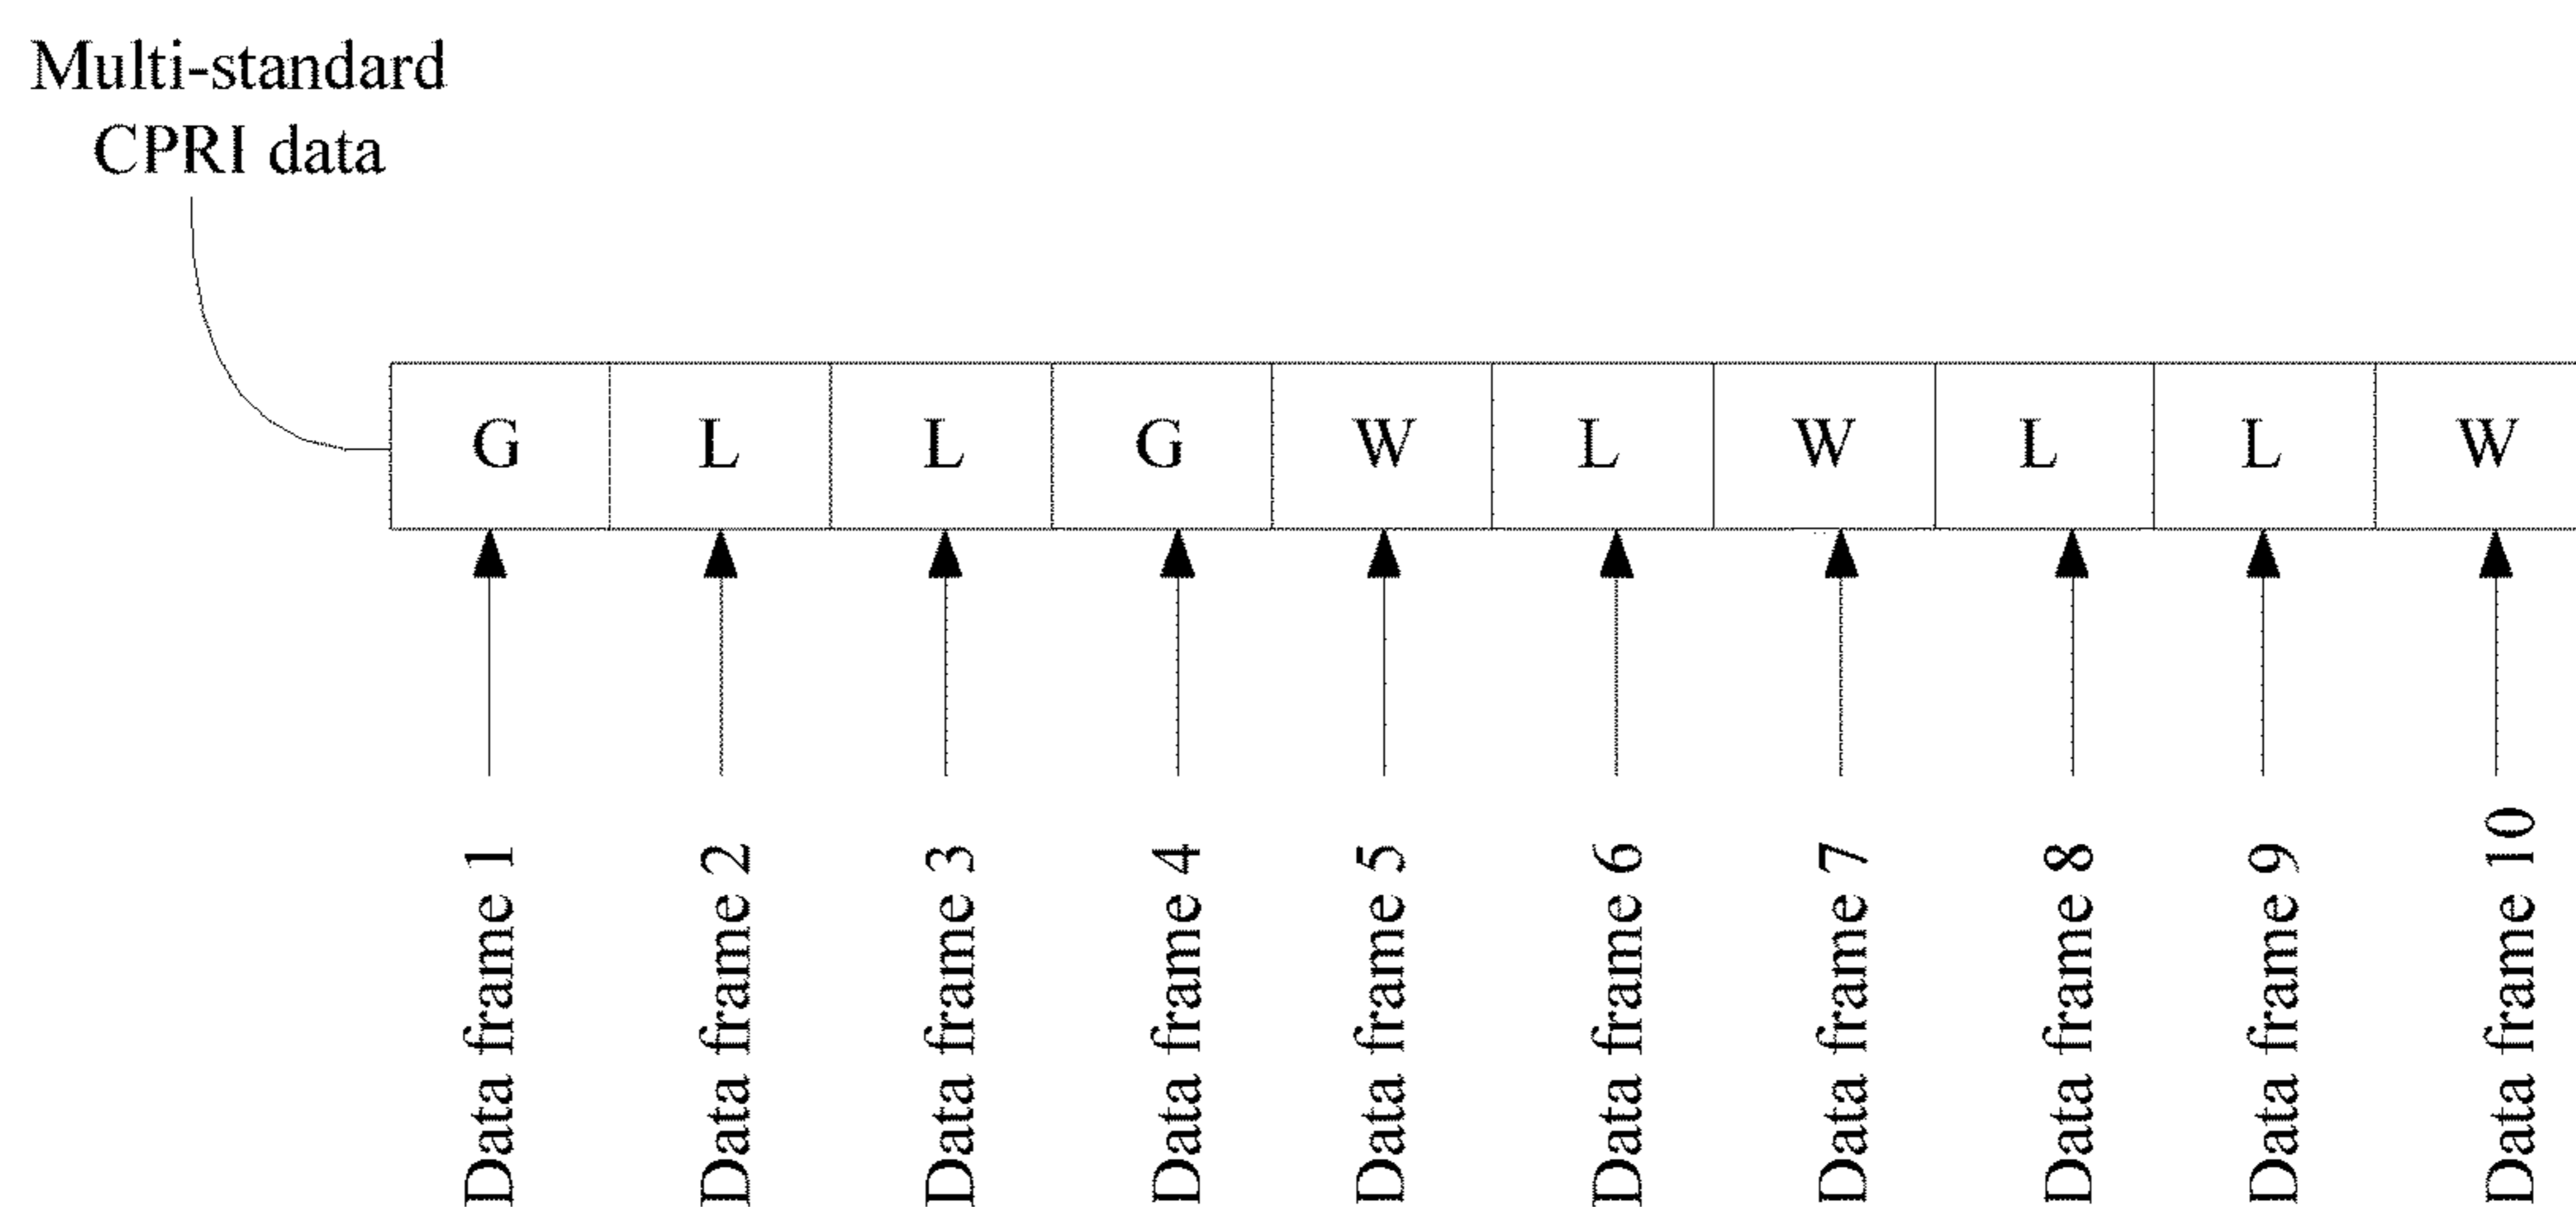 Multi-standard
CPRI data
G L L G W L W L L W
Data frame 1
Data frame 2
Data frame 3
Data frame 4
Data frame 5
Data frame 6
Data frame 7
Data frame 8
Data frame 9
Data frame 10